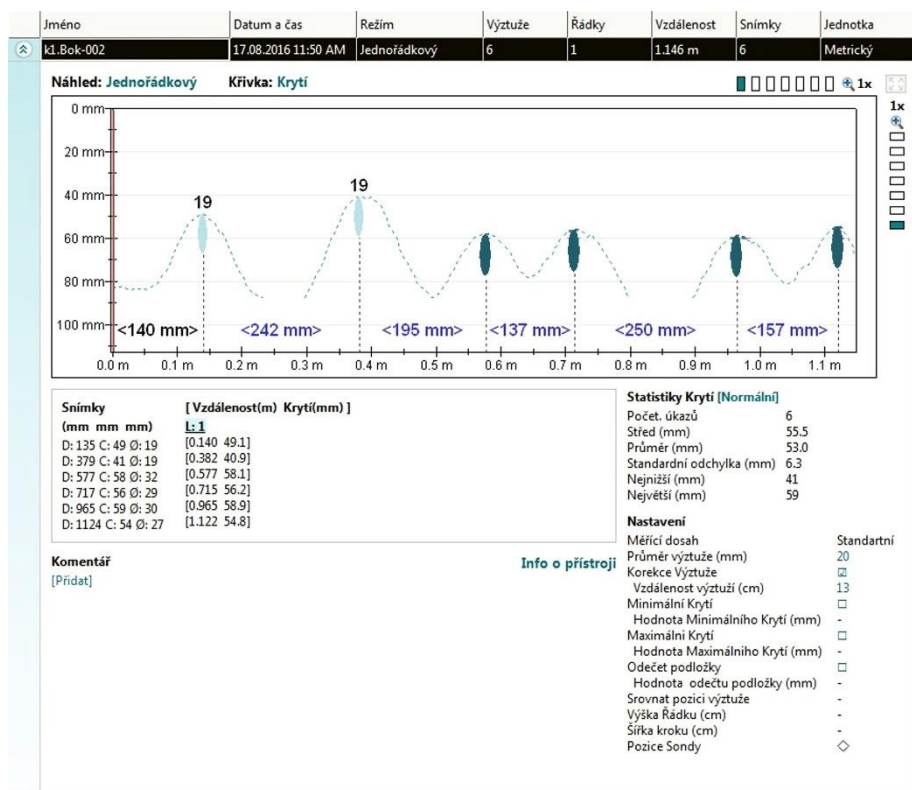 Jméno Datum a čas Režím Výztuže Řádky Vzdálenost Snímky Jednotka
k1.Bok-002 17.08.2016 11:50 AM Jednořádkový 6 1 1.146 m 6 Metrický
Náhled: Jednořádkový Křivka: Krytí 1x
1x
0 mm
20 mm
40 mm
60 mm
80 mm
100 mm
19
19
<140 mm> <242 mm> <195 mm> <137 mm> <250 mm> <157 mm>
0.0 m 0.1 m 0.2 m 0.3 m 0.4 m 0.5 m 0.6 m 0.7 m 0.8 m 0.9 m 1.0 m 1.1 m
Snímky [ Vzdálenost(m) Krytí(mm) ]
(mm mm mm) L: 1
D: 135 C: 49 Ø: 19 [0.140 49.1]
D: 379 C: 41 Ø: 19 [0.382 40.9]
D: 577 C: 58 Ø: 32 [0.577 58.1]
D: 717 C: 56 Ø: 29 [0.715 56.2]
D: 965 C: 59 Ø: 30 [0.965 58.9]
D: 1124 C: 54 Ø: 27 [1.122 54.8]
Komentář
[Přidat]
Info o přístroji
Statistiky Krytí [Normální]
Počet. úkazů 6
Střed (mm) 55.5
Průměr (mm) 53.0
Standardní odchylka (mm) 6.3
Nejnižší (mm) 41
Největší (mm) 59
Nastavení
Měřící dosah Standartní
Průměr výztuže (mm) 20
Korekce Výztuže ☑
Vzdálenost výztuží (cm) 13
Minimální Krytí ☐
Hodnota Minimálního Krytí (mm) -
Maximálni Krytí ☐
Hodnota Maximálního Krytí (mm) -
Odečet podložky ☐
Hodnota odečtu podložky (mm) -
Srovnat pozici výztuže -
Výška Řádku (cm) -
Šířka kroku (cm) -
Pozice Sondy ◇